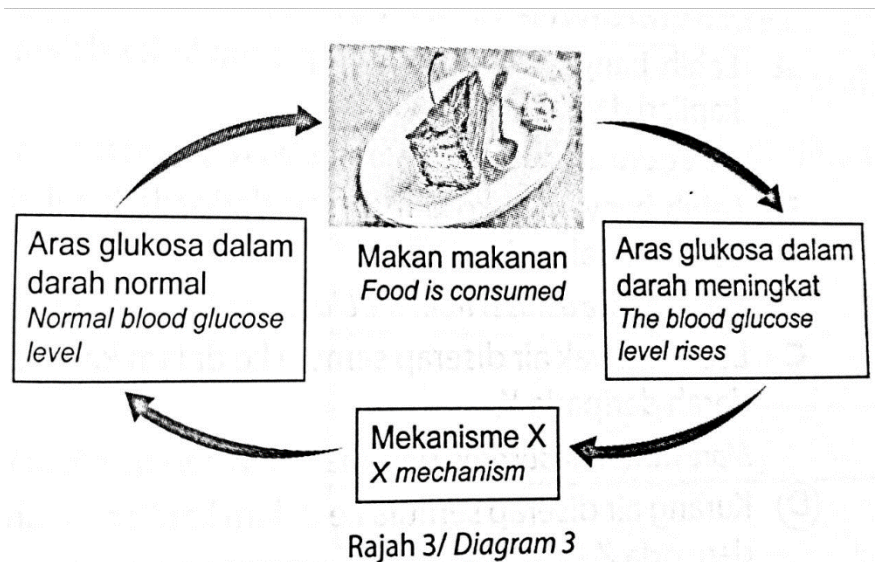 Makan makanan
Food is consumed
Aras glukosa dalam
darah normal
Normal blood glucose
level
Aras glukosa dalam
darah meningkat
The blood glucose
level rises
Mekanisme X
X mechanism
Rajah 3/ Diagram 3